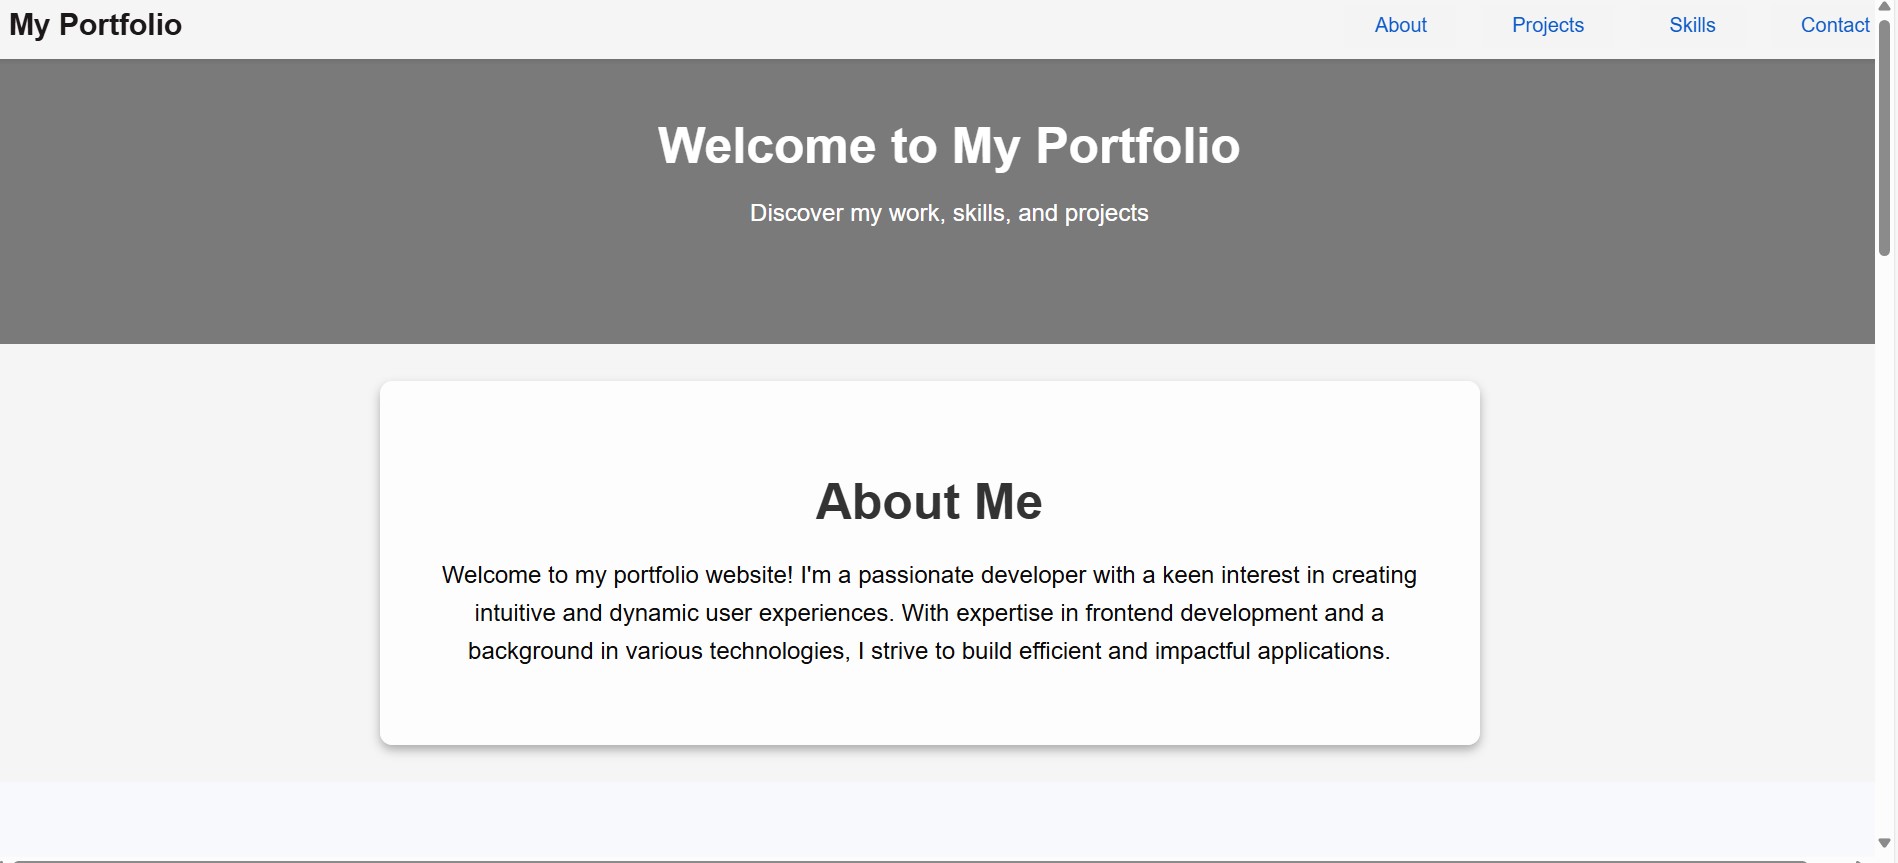 My Portfolio
About
Projects
Skills
Contact
Welcome to My Portfolio
Discover my work, skills, and projects
About Me
Welcome to my portfolio website! I'm a passionate developer with a keen interest in creating
intuitive and dynamic user experiences. With expertise in frontend development and a
background in various technologies, I strive to build efficient and impactful applications.